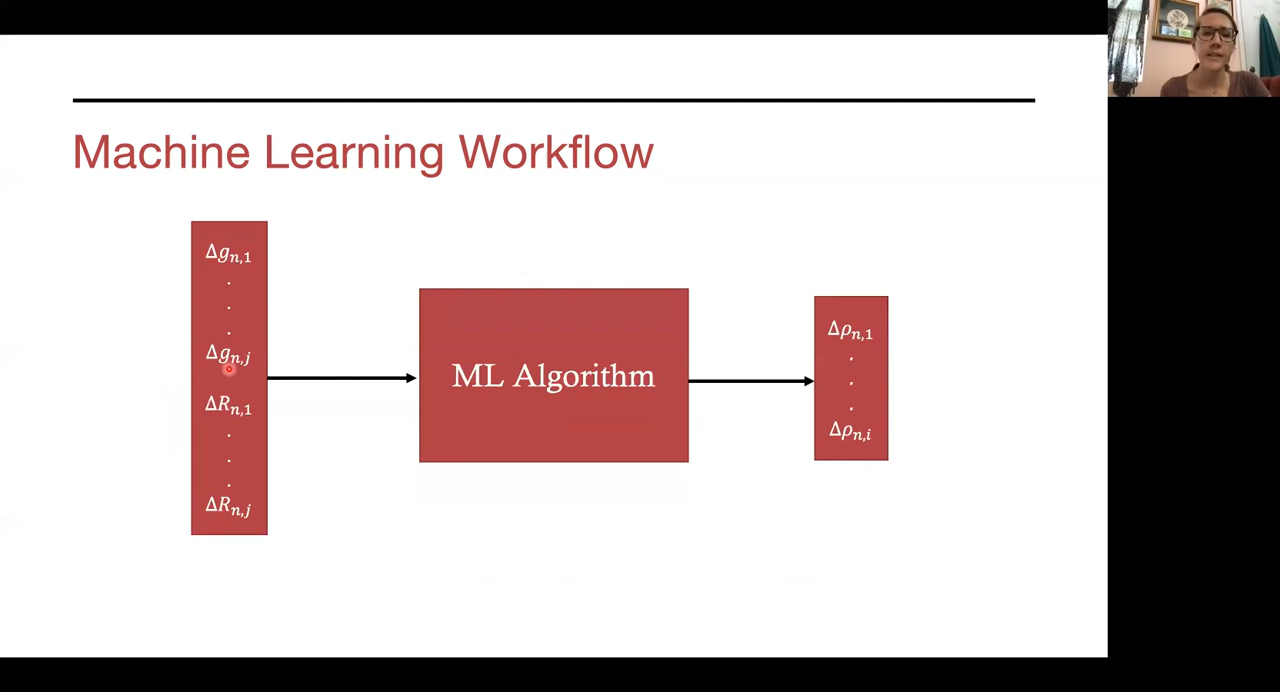 Machine Learning Workflow
Δg_{n,1}
.
.
.
Δg_{n,j}
ΔR_{n,1}
.
.
.
ΔR_{n,j}
ML Algorithm
Δρ_{n,1}
.
.
.
Δρ_{n,i}